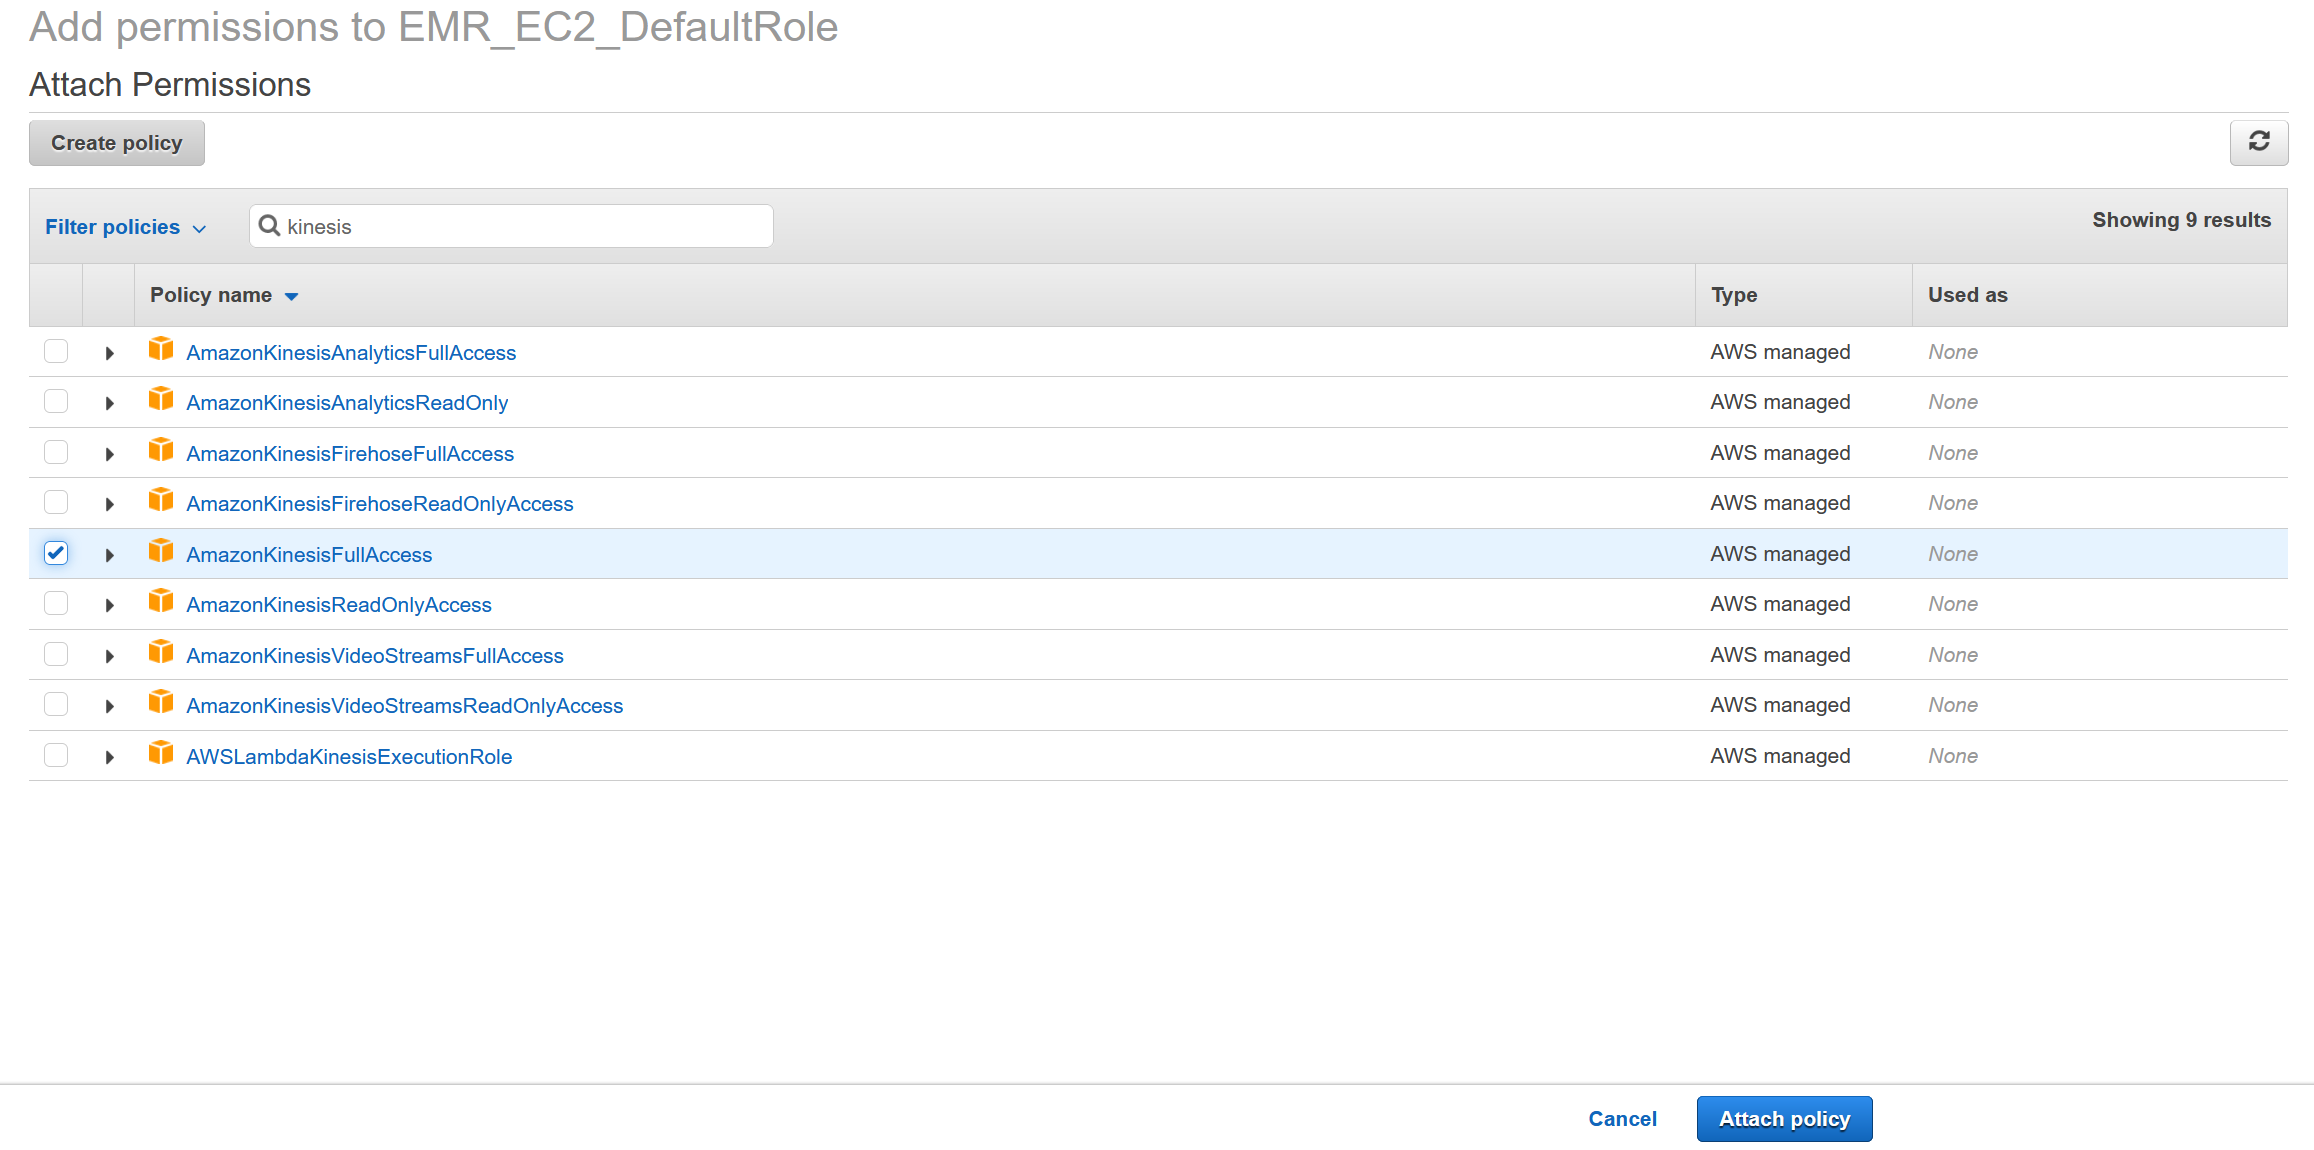 Add permissions to EMR_EC2_DefaultRole
Attach Permissions
Create policy
Filter policies kinesis Showing 9 results
Policy name Type Used as
AmazonKinesisAnalyticsFullAccess AWS managed None
AmazonKinesisAnalyticsReadOnly AWS managed None
AmazonKinesisFirehoseFullAccess AWS managed None
AmazonKinesisFirehoseReadOnlyAccess AWS managed None
AmazonKinesisFullAccess AWS managed None
AmazonKinesisReadOnlyAccess AWS managed None
AmazonKinesisVideoStreamsFullAccess AWS managed None
AmazonKinesisVideoStreamsReadOnlyAccess AWS managed None
AWSLambdaKinesisExecutionRole AWS managed None
Cancel Attach policy